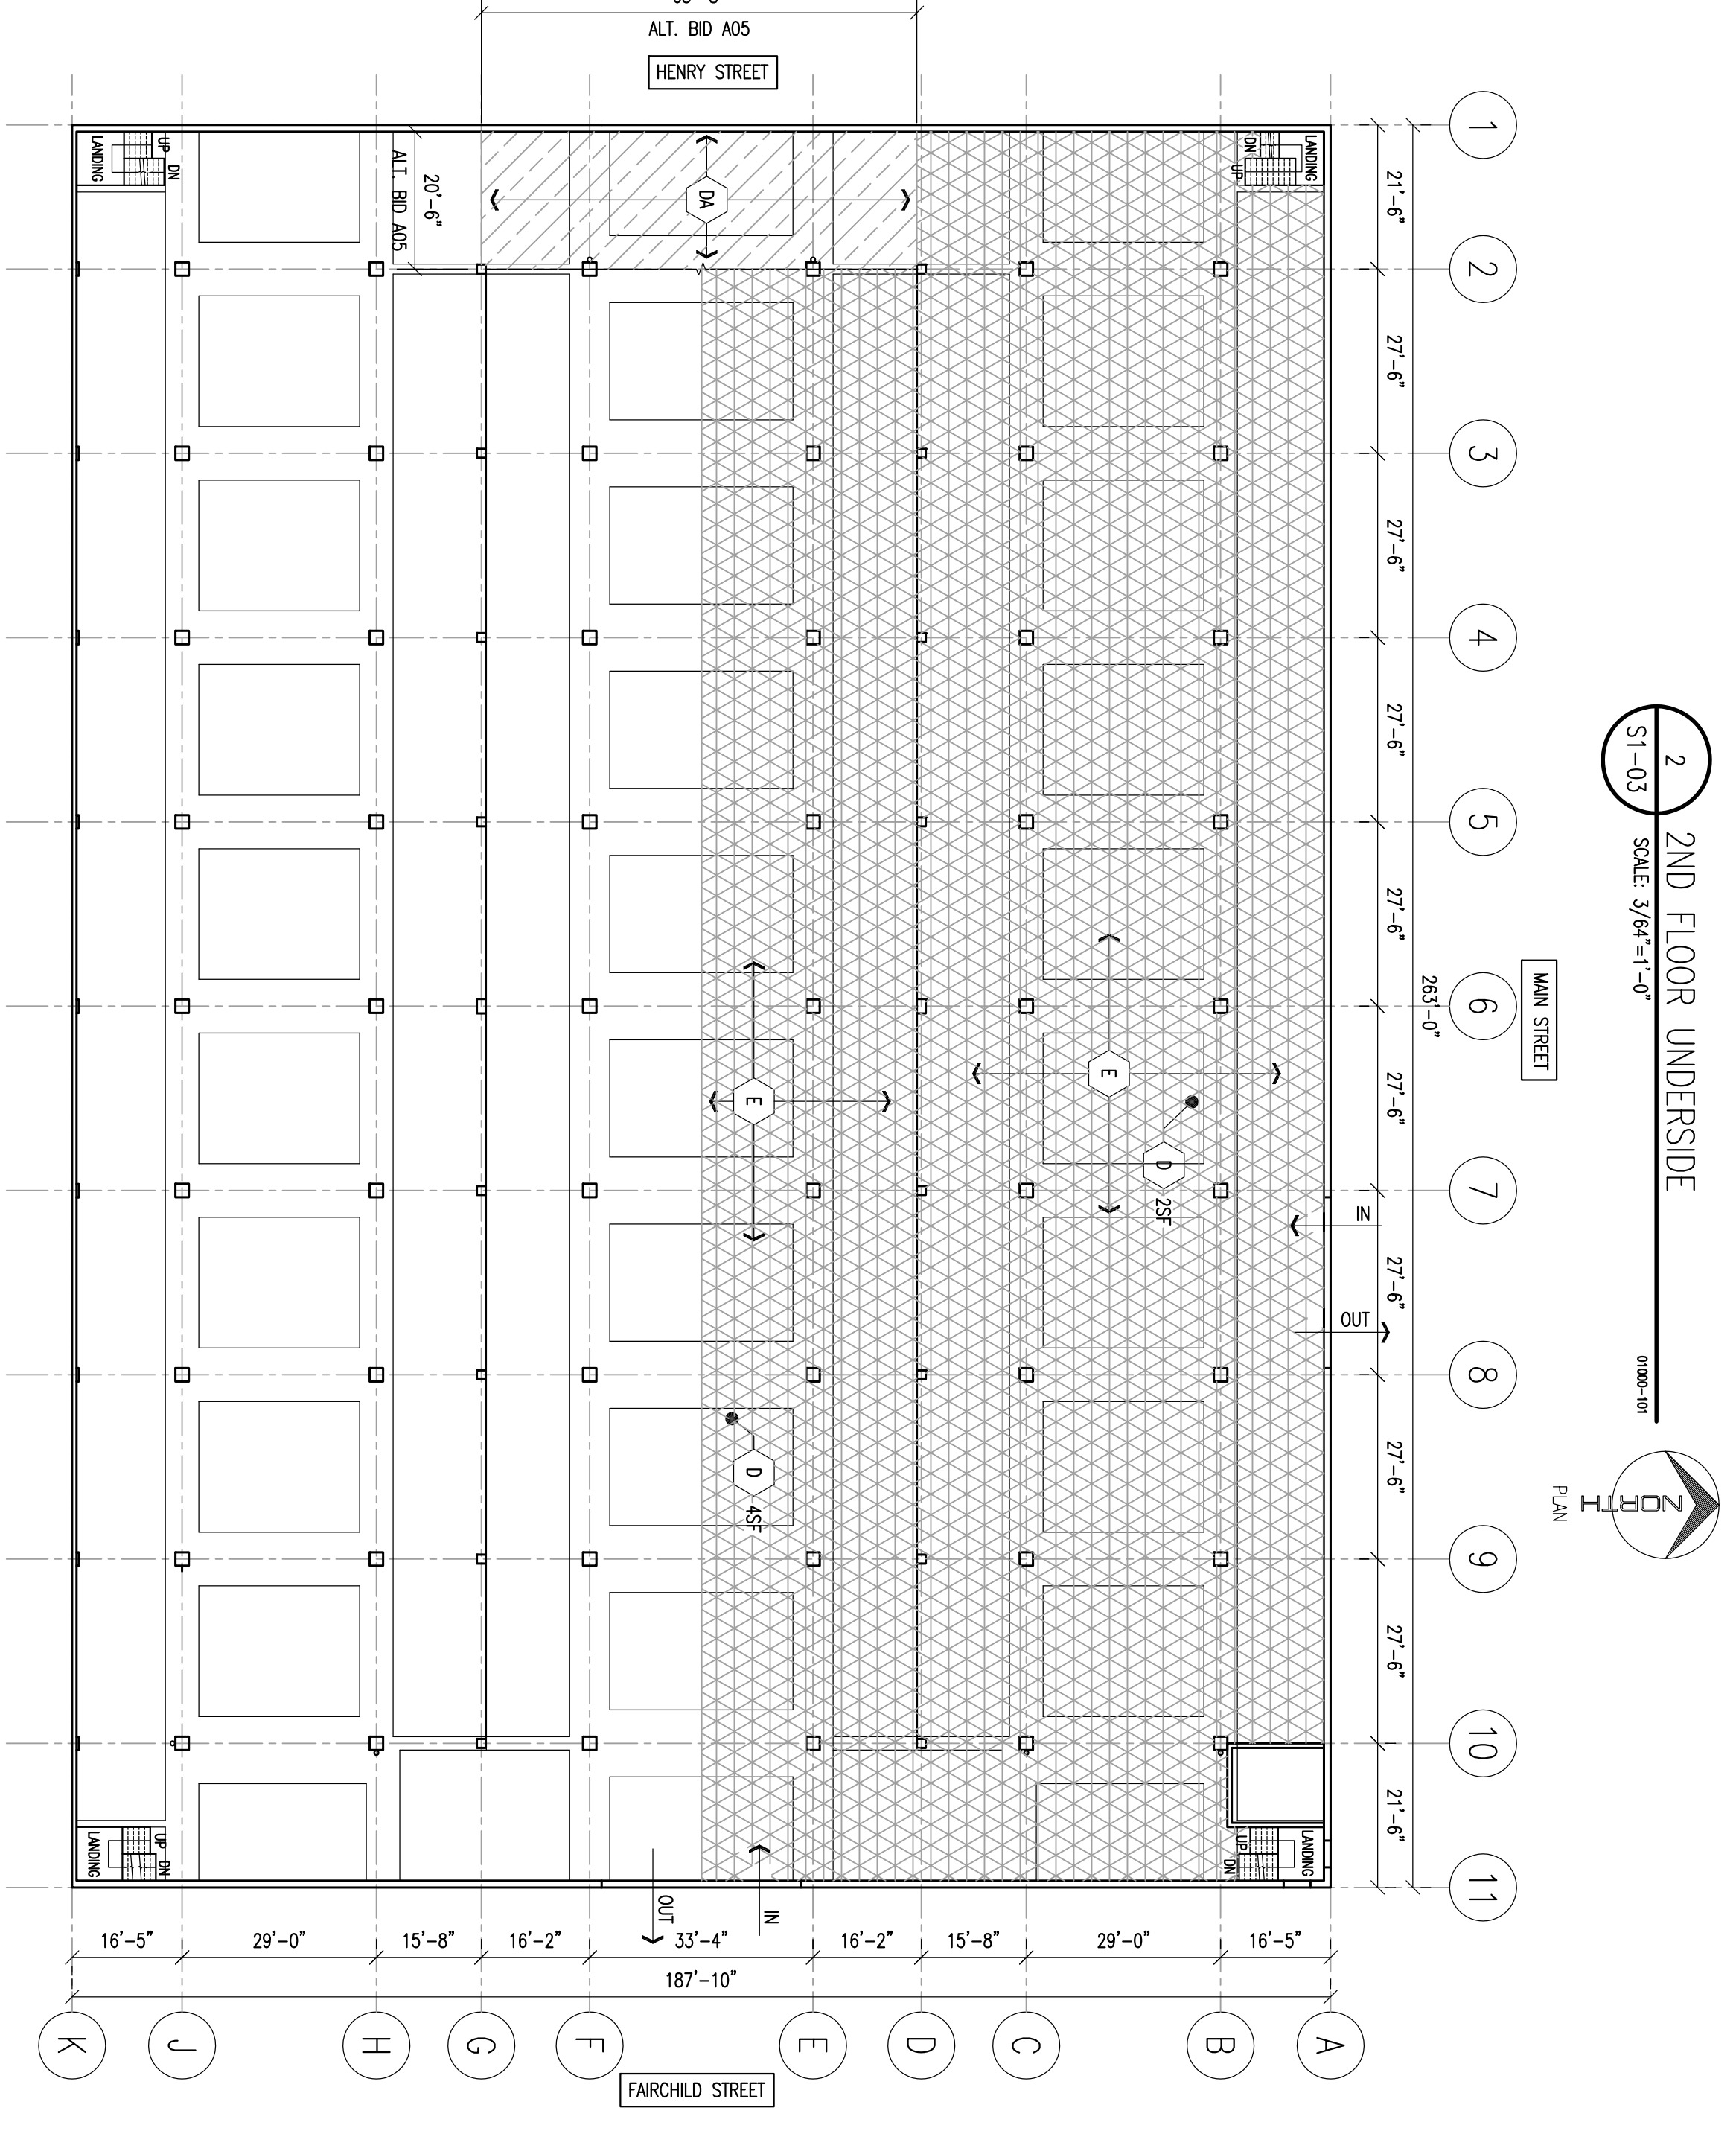 ALT. BID A05
HENRY STREET
1
2
3
4
5
6
7
8
9
10
11
21'-6"
27'-6"
27'-6"
27'-6"
27'-6"
27'-6"
27'-6"
27'-6"
27'-6"
21'-6"
263'-0"
MAIN STREET
2
S1-03
2ND FLOOR UNDERSIDE
SCALE: 3/64"=1'-0"
01000-101
NORTH
PLAN
LANDING
UP
DN
20'-6"
ALT. BID A05
DA
LANDING
DN
UP
E
E
D
2SF
D
4SF
IN
OUT
LANDING
UP
DN
LANDING
UP
DN
OUT
IN
16'-5"
29'-0"
15'-8"
16'-2"
33'-4"
16'-2"
15'-8"
29'-0"
16'-5"
187'-10"
K
J
H
G
F
E
D
C
B
A
FAIRCHILD STREET